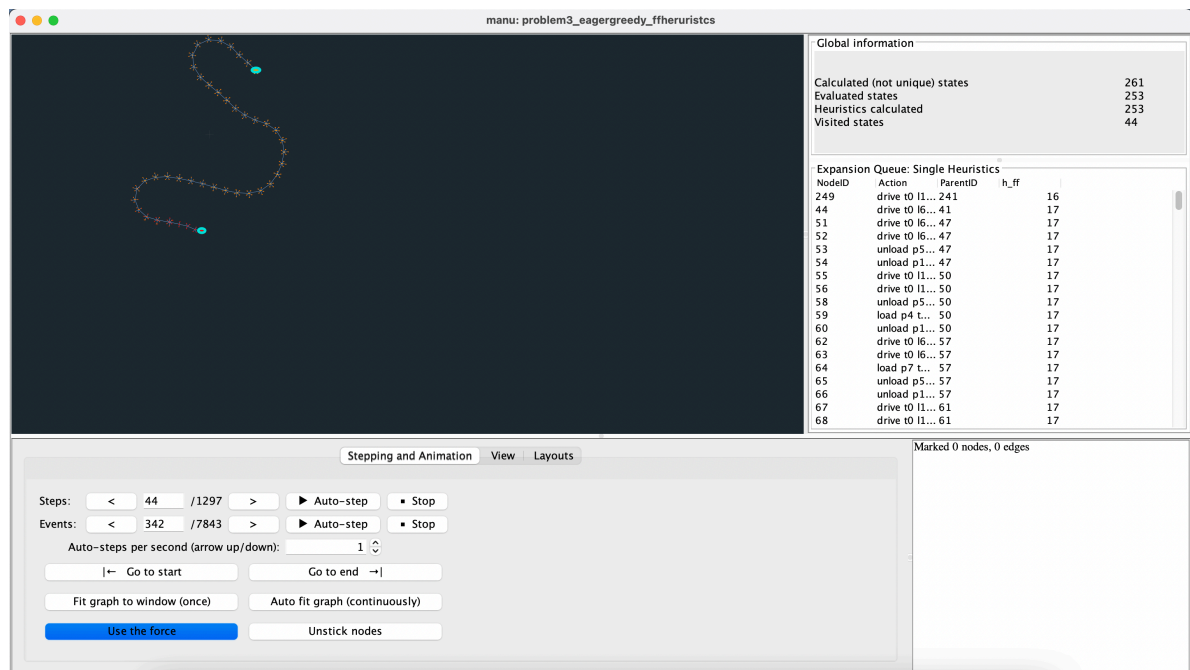 manu: problem3_eagergreedy_ffheruristcs
Global information
Calculated (not unique) states 261
Evaluated states 253
Heuristics calculated 253
Visited states 44
Expansion Queue: Single Heuristics
NodeID Action ParentID h_ff
249 drive t0 l1... 241 16
44 drive t0 l6... 41 17
51 drive t0 l6... 47 17
52 drive t0 l6... 47 17
53 unload p5... 47 17
54 unload p1... 47 17
55 drive t0 l1... 50 17
56 drive t0 l1... 50 17
58 unload p5... 50 17
59 load p4 t... 50 17
60 unload p1... 50 17
62 drive t0 l6... 57 17
63 drive t0 l6... 57 17
64 load p7 t... 57 17
65 unload p5... 57 17
66 unload p1... 57 17
67 drive t0 l1... 61 17
68 drive t0 l1... 61 17
Stepping and Animation View Layouts
Steps: < 44 /1297 > ▶ Auto-step ▪ Stop
Events: < 342 /7843 > ▶ Auto-step ▪ Stop
Auto-steps per second (arrow up/down): 1
|← Go to start Go to end →|
Fit graph to window (once) Auto fit graph (continuously)
Use the force Unstick nodes
Marked 0 nodes, 0 edges